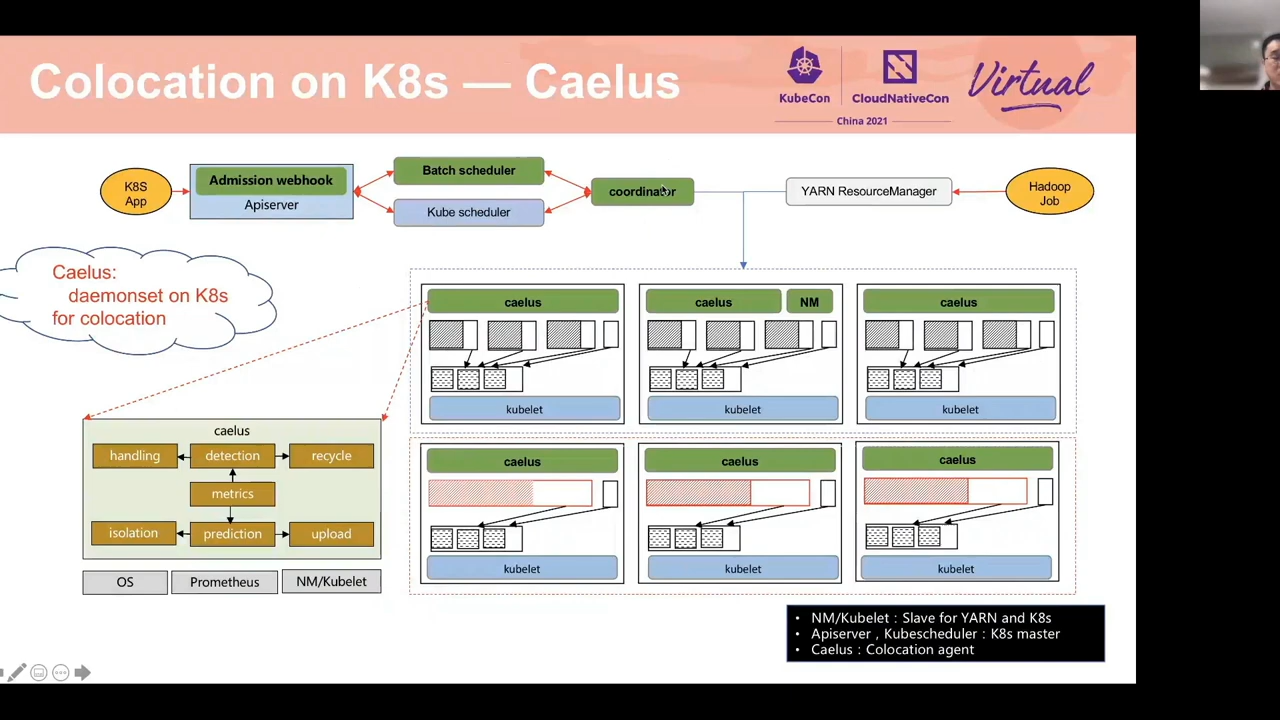 Colocation on K8s — Caelus
KubeCon
CloudNativeCon
China 2021
Virtual
K8S
App
Admission webhook
Apiserver
Batch scheduler
Kube scheduler
coordinator
YARN ResourceManager
Hadoop
Job
Caelus:
daemonset on K8s
for colocation
caelus
caelus
NM
caelus
kubelet
kubelet
kubelet
caelus
caelus
caelus
kubelet
kubelet
kubelet
caelus
handling
detection
recycle
metrics
isolation
prediction
upload
OS
Prometheus
NM/Kubelet
• NM/Kubelet：Slave for YARN and K8s
• Apiserver，Kubescheduler：K8s master
• Caelus：Colocation agent